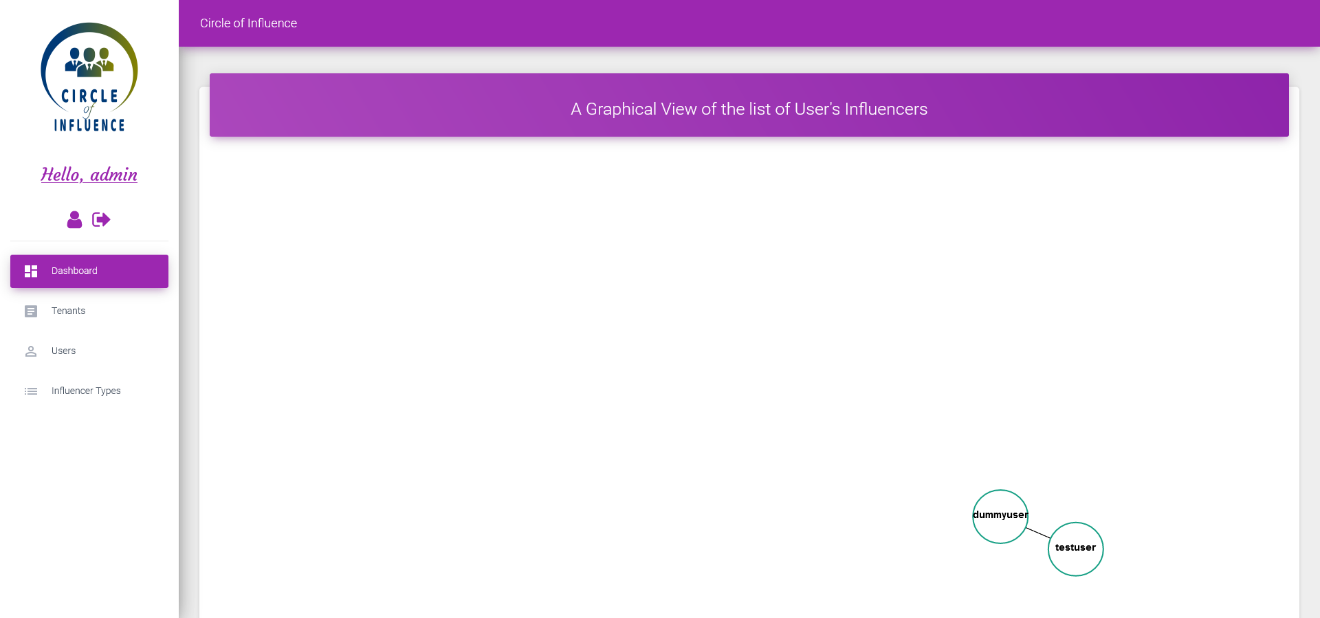 CIRCLE
of
INFLUENCE
Hello, admin
Dashboard
Tenants
Users
Influencer Types
Circle of Influence
A Graphical View of the list of User's Influencers
dummyuser
testuser